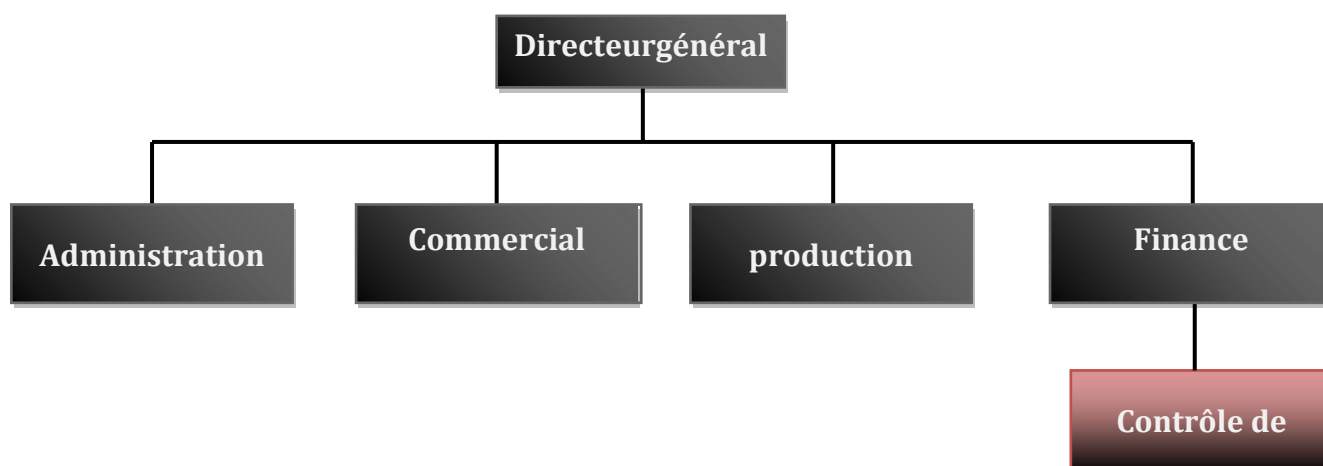 Directeurgénéral
Administration
Commercial
production
Finance
Contrôle de